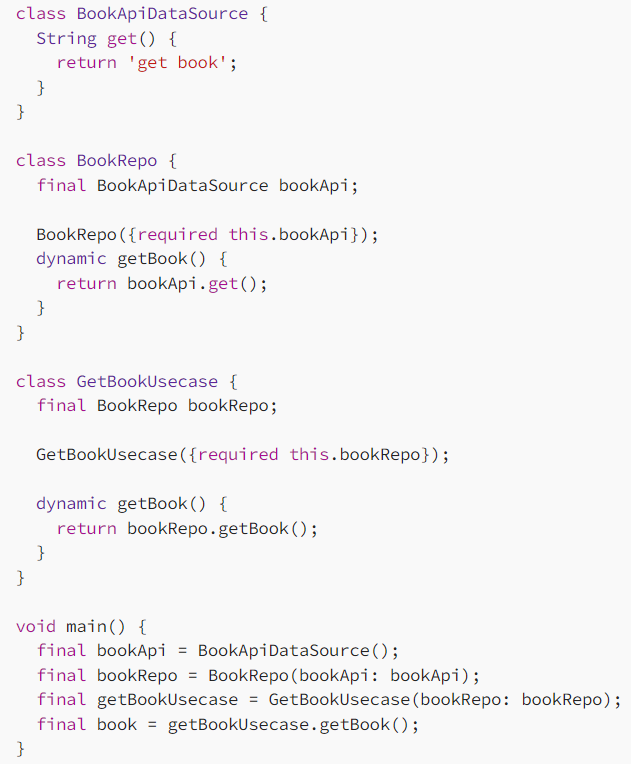 class BookApiDataSource {
  String get() {
    return 'get book';
  }
}

class BookRepo {
  final BookApiDataSource bookApi;

  BookRepo({required this.bookApi});
  dynamic getBook() {
    return bookApi.get();
  }
}

class GetBookUsecase {
  final BookRepo bookRepo;

  GetBookUsecase({required this.bookRepo});

  dynamic getBook() {
    return bookRepo.getBook();
  }
}

void main() {
  final bookApi = BookApiDataSource();
  final bookRepo = BookRepo(bookApi: bookApi);
  final getBookUsecase = GetBookUsecase(bookRepo: bookRepo);
  final book = getBookUsecase.getBook();
}